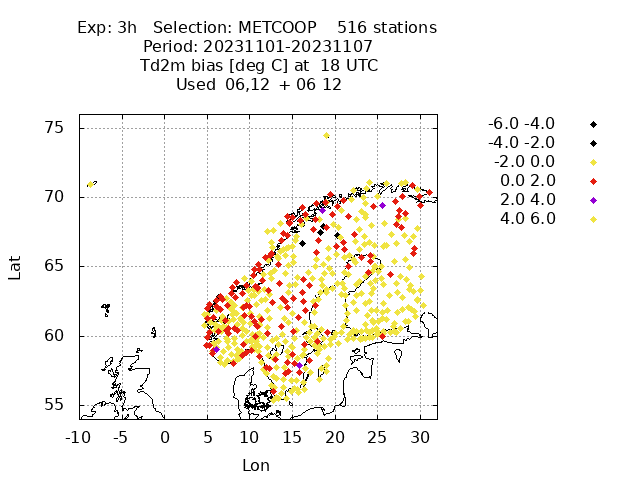 Exp: 3h   Selection: METCOOP    516 stations
Period: 20231101-20231107
Td2m bias [deg C] at  18 UTC
Used  06,12  + 06 12
-6.0 -4.0
-4.0 -2.0
-2.0 0.0
0.0 2.0
2.0 4.0
4.0 6.0
Lat
75
70
65
60
55
-10 -5 0 5 10 15 20 25 30
Lon